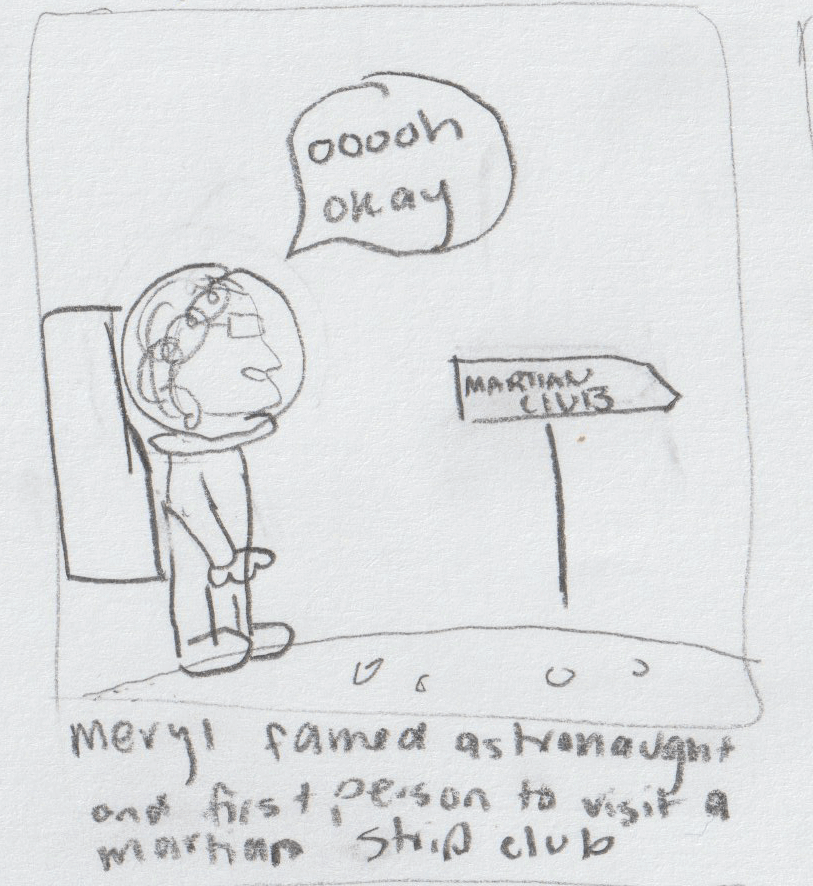 ooooh
okay
MARTIAN
CLUB
Meryl famed astronaught
and first person to visit a
martian strip club